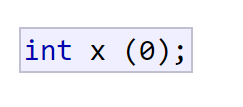 int x (0);